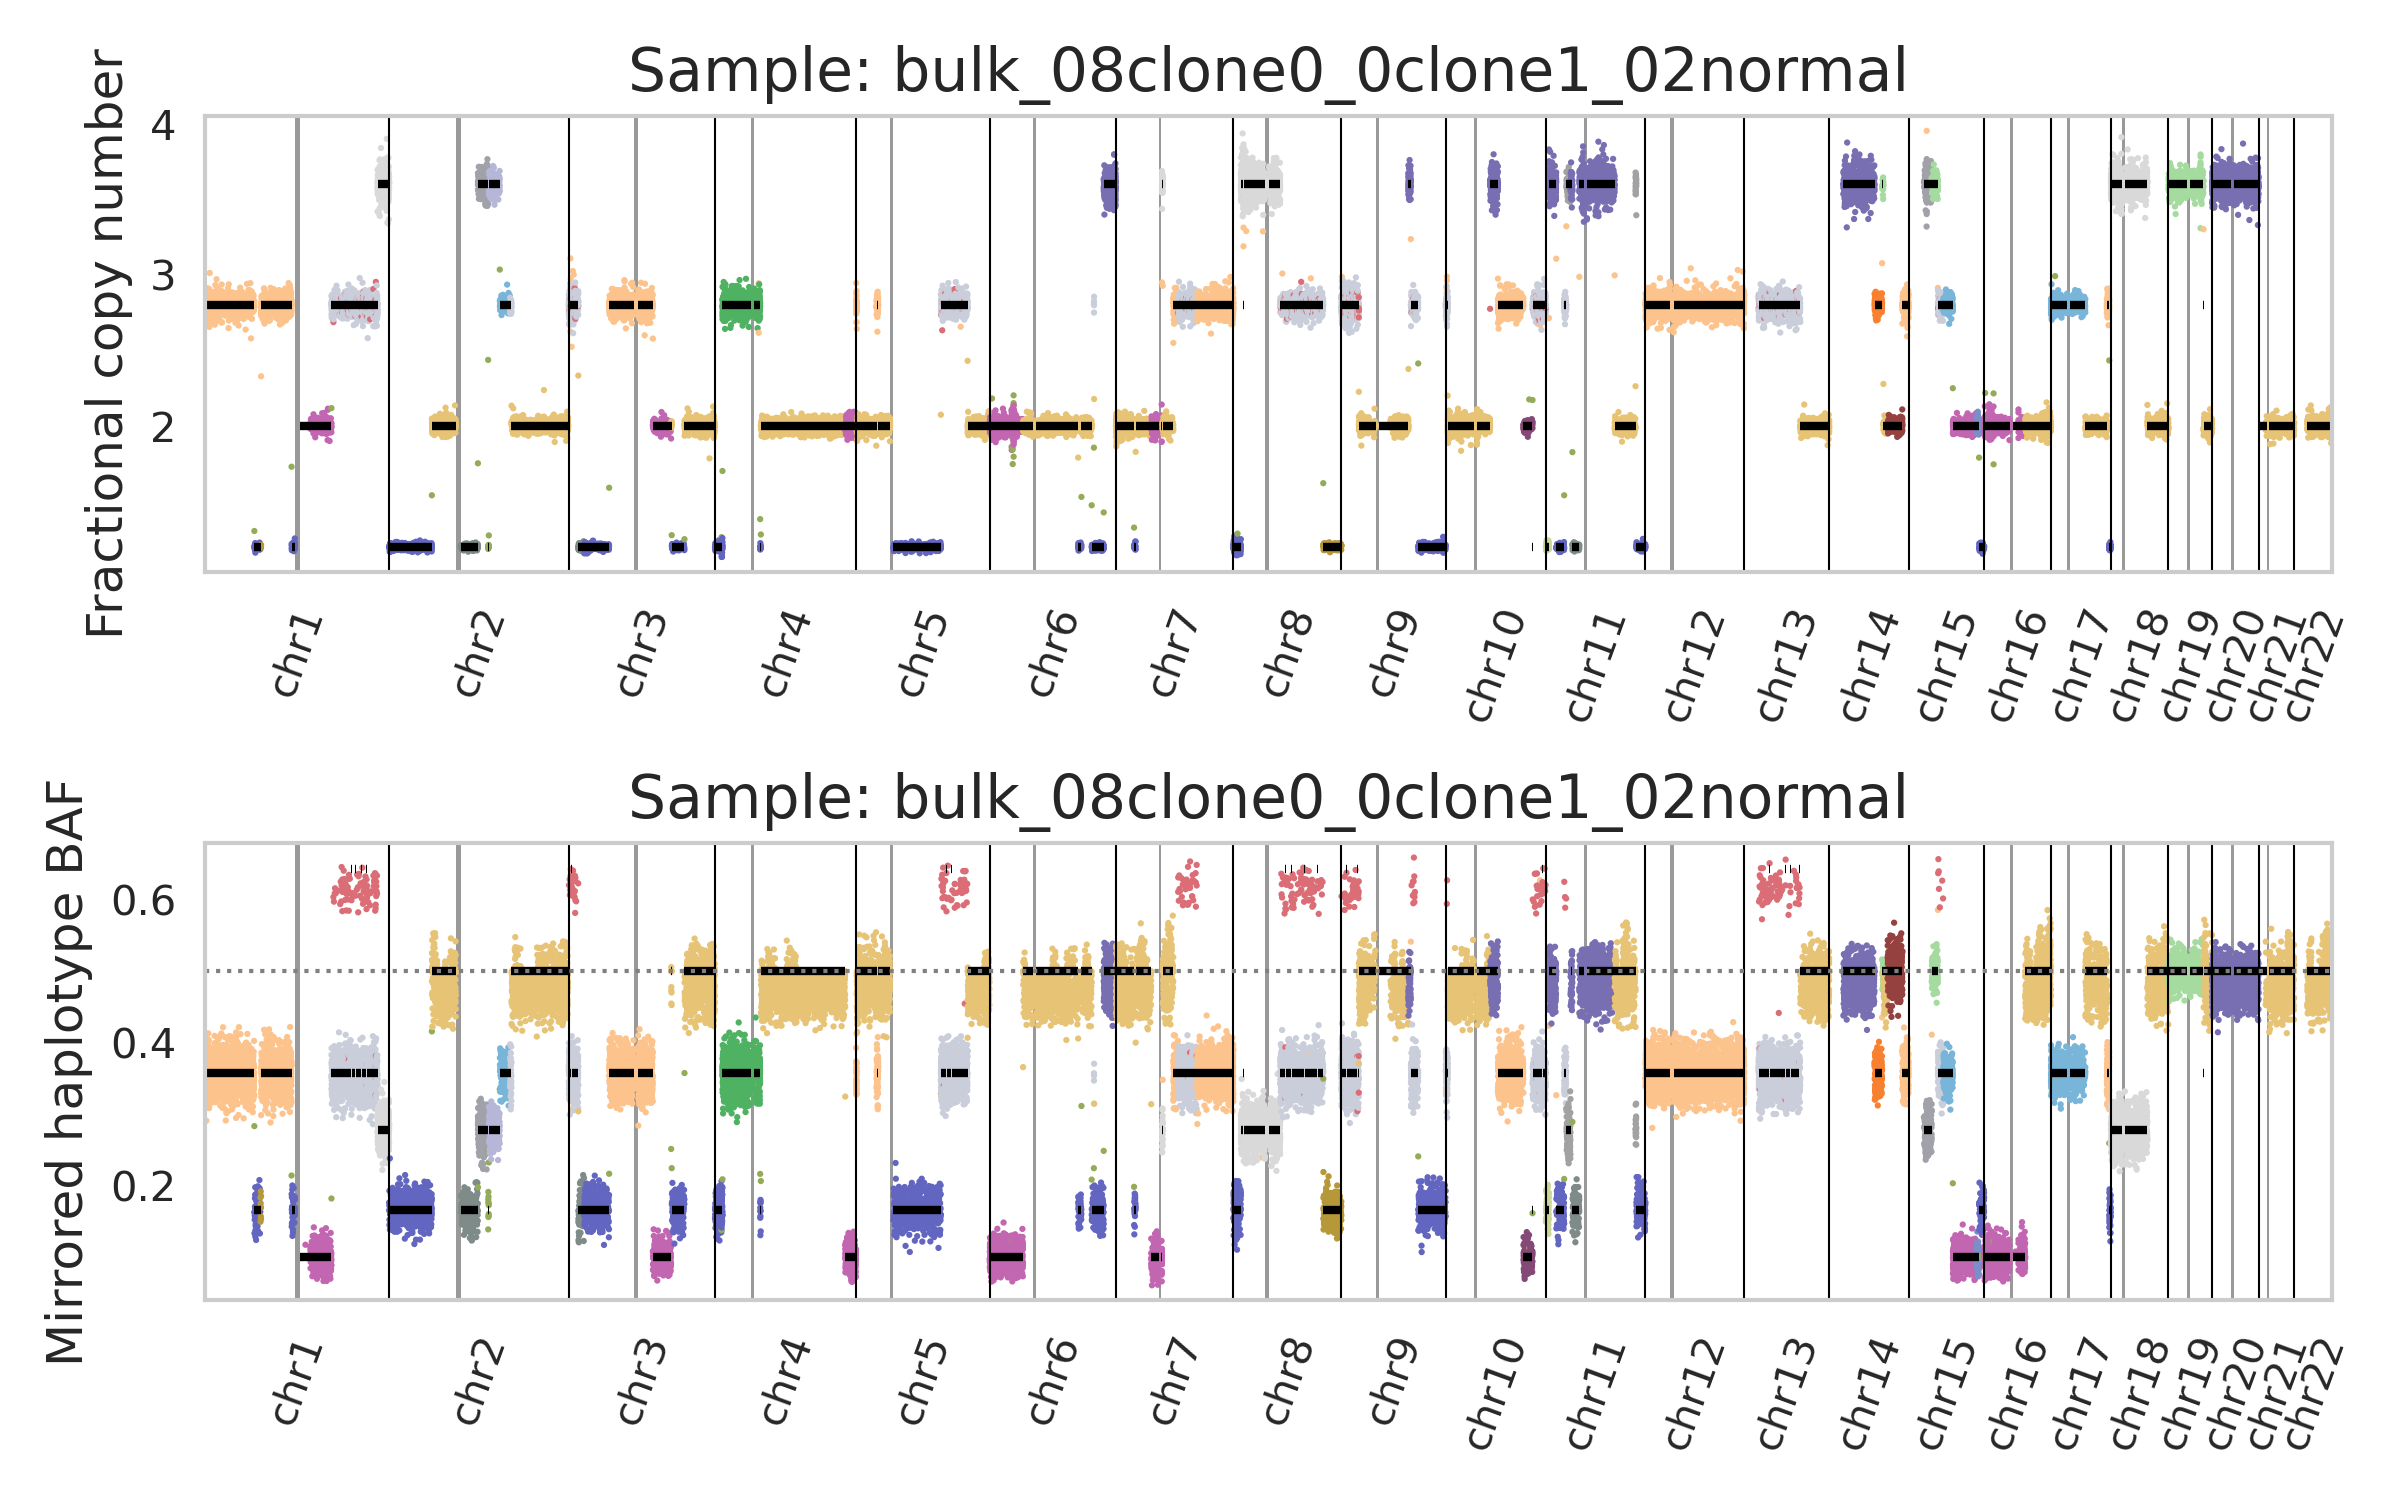 Sample: bulk_08clone0_0clone1_02normal
Fractional copy number
4
3
2
chr1 chr2 chr3 chr4 chr5 chr6 chr7 chr8 chr9 chr10 chr11 chr12 chr13 chr14 chr15 chr16 chr17 chr18 chr19 chr20 chr21 chr22
Sample: bulk_08clone0_0clone1_02normal
Mirrored haplotype BAF
0.6
0.4
0.2
chr1 chr2 chr3 chr4 chr5 chr6 chr7 chr8 chr9 chr10 chr11 chr12 chr13 chr14 chr15 chr16 chr17 chr18 chr19 chr20 chr21 chr22